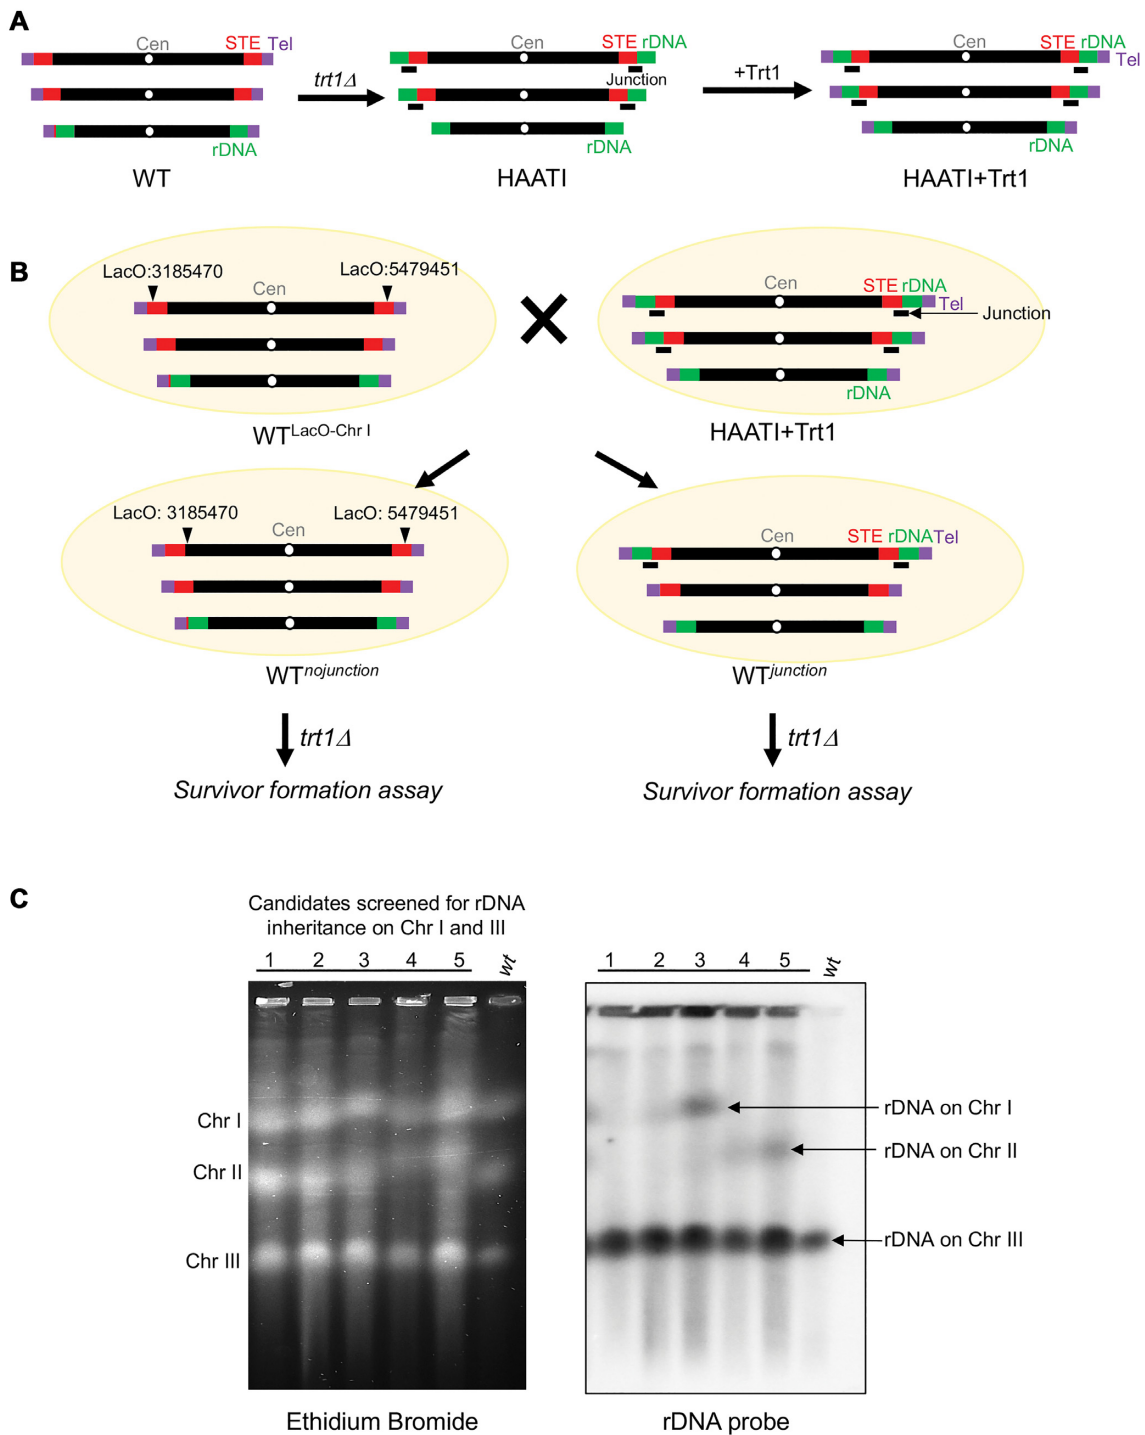 A
Cen STE Tel
rDNA
WT
trt1Δ
Cen STE rDNA
Junction
rDNA
HAATI
+Trt1
Cen STE rDNA
Tel
rDNA
HAATI+Trt1
B
LacO:3185470 LacO:5479451
Cen
WTLacO-Chr I
Cen STE rDNA
Tel Junction
rDNA
HAATI+Trt1
LacO: 3185470 LacO: 5479451
Cen
WTnojunction
Cen STE rDNA Tel
WTjunction
trt1Δ
Survivor formation assay
trt1Δ
Survivor formation assay
C
Candidates screened for rDNA
inheritance on Chr I and III
1 2 3 4 5 wt
1 2 3 4 5 wt
Chr I
Chr II
Chr III
rDNA on Chr I
rDNA on Chr II
rDNA on Chr III
Ethidium Bromide
rDNA probe